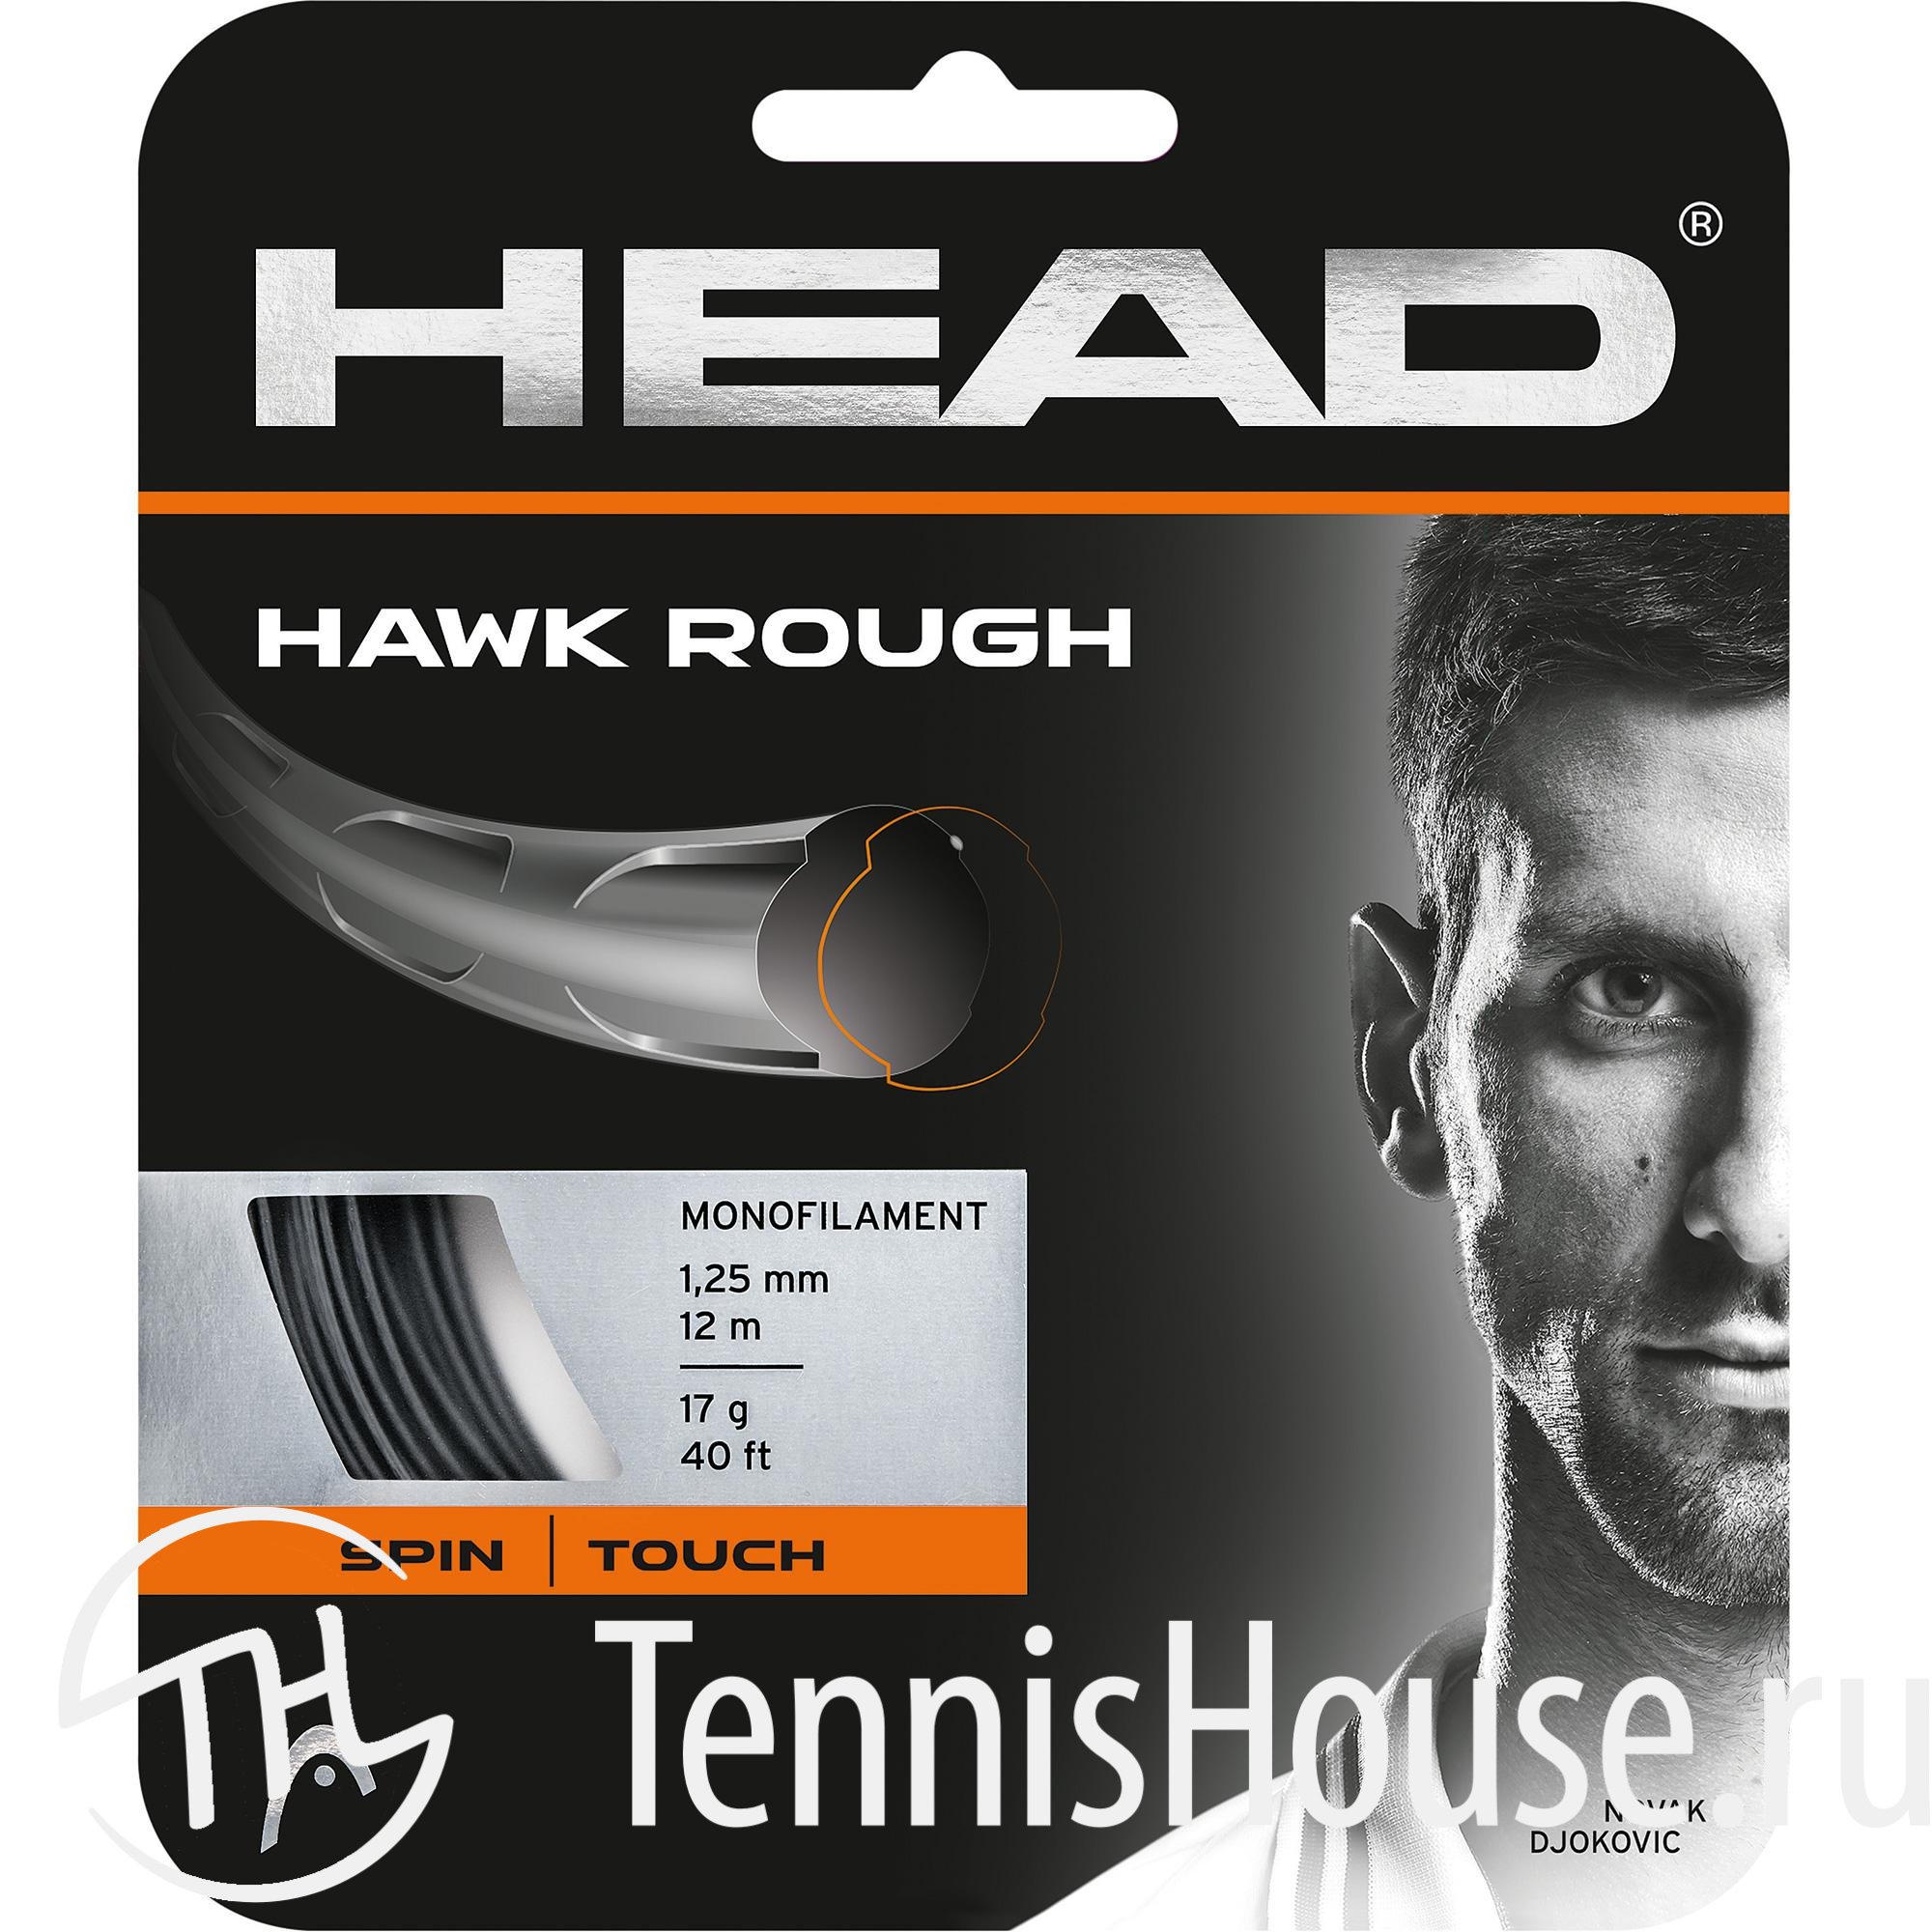 HEAD®
HAWK ROUGH
MONOFILAMENT
1,25 mm
12 m
17 g
40 ft
SPIN | TOUCH
TH
TennisHouse.ru
NOVAK
DJOKOVIC